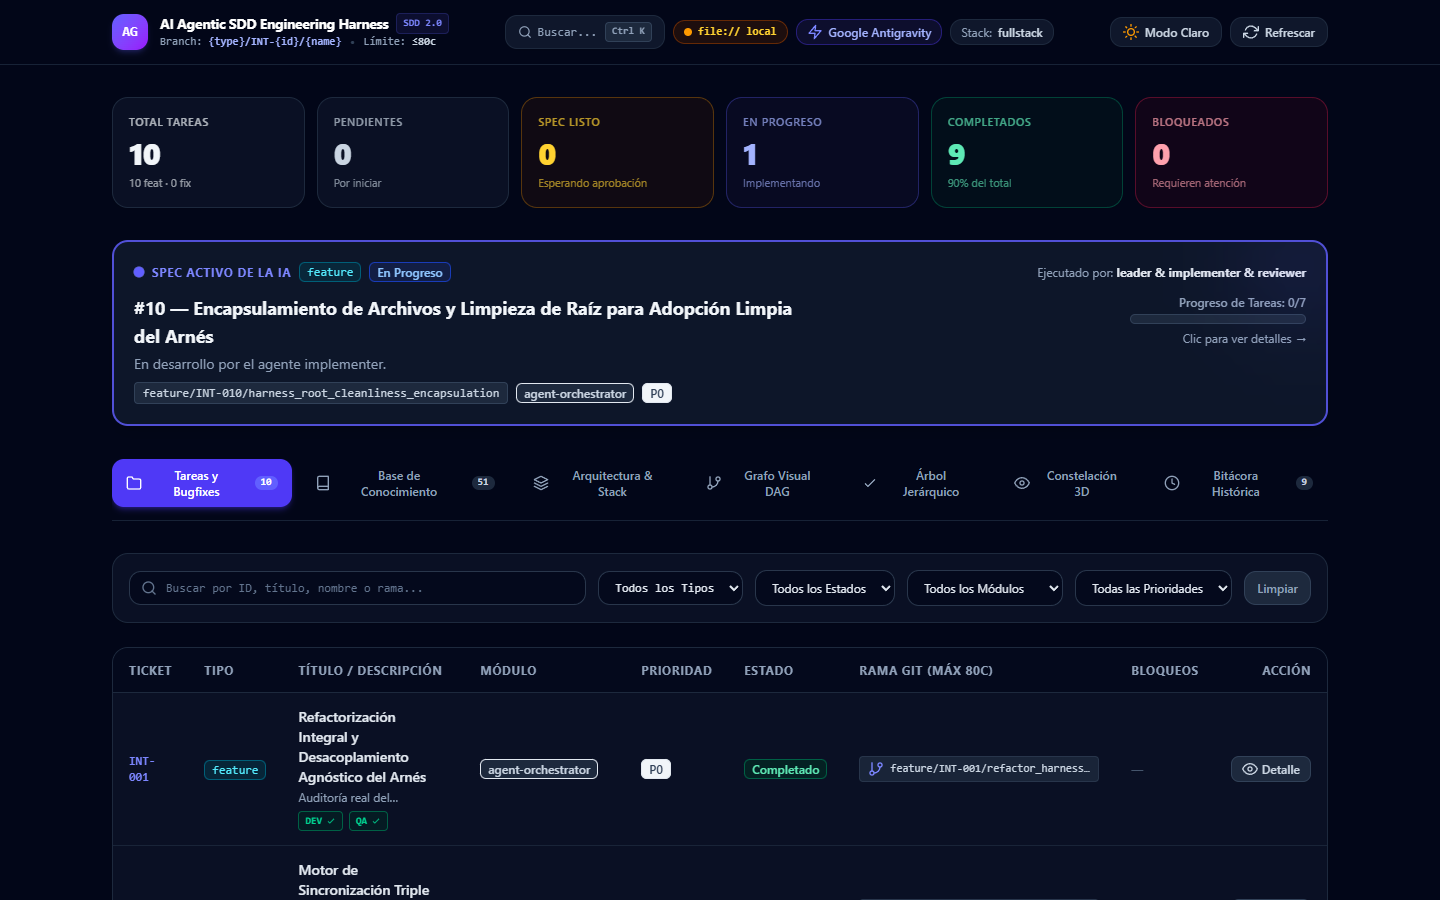 AG
AI Agentic SDD Engineering Harness
SDD 2.0
Branch: {type}/INT-{id}/{name} • Límite: ≤80c
Buscar...
Ctrl K
file:// local
Google Antigravity
Stack: fullstack
Modo Claro
Refrescar
TOTAL TAREAS
10
10 feat · 0 fix
PENDIENTES
0
Por iniciar
SPEC LISTO
0
Esperando aprobación
EN PROGRESO
1
Implementando
COMPLETADOS
9
90% del total
BLOQUEADOS
0
Requieren atención
SPEC ACTIVO DE LA IA
feature
En Progreso
#10 — Encapsulamiento de Archivos y Limpieza de Raíz para Adopción Limpia
del Arnés
En desarrollo por el agente implementer.
feature/INT-010/harness_root_cleanliness_encapsulation
agent-orchestrator
P0
Ejecutado por: leader & implementer & reviewer
Progreso de Tareas: 0/7
Clic para ver detalles →
Tareas y
Bugfixes
10
Base de
Conocimiento
51
Arquitectura &
Stack
Grafo Visual
DAG
Árbol
Jerárquico
Constelación
3D
Bitácora
Histórica
9
Buscar por ID, título, nombre o rama...
Todos los Tipos
Todos los Estados
Todos los Módulos
Todas las Prioridades
Limpiar
TICKET
TIPO
TÍTULO / DESCRIPCIÓN
MÓDULO
PRIORIDAD
ESTADO
RAMA GIT (MÁX 80C)
BLOQUEOS
ACCIÓN
INT-
001
feature
Refactorización
Integral y
Desacoplamiento
Agnóstico del Arnés
Auditoría real del...
DEV ✓
QA ✓
agent-orchestrator
P0
Completado
feature/INT-001/refactor_harness…
—
Detalle
Motor de
Sincronización Triple